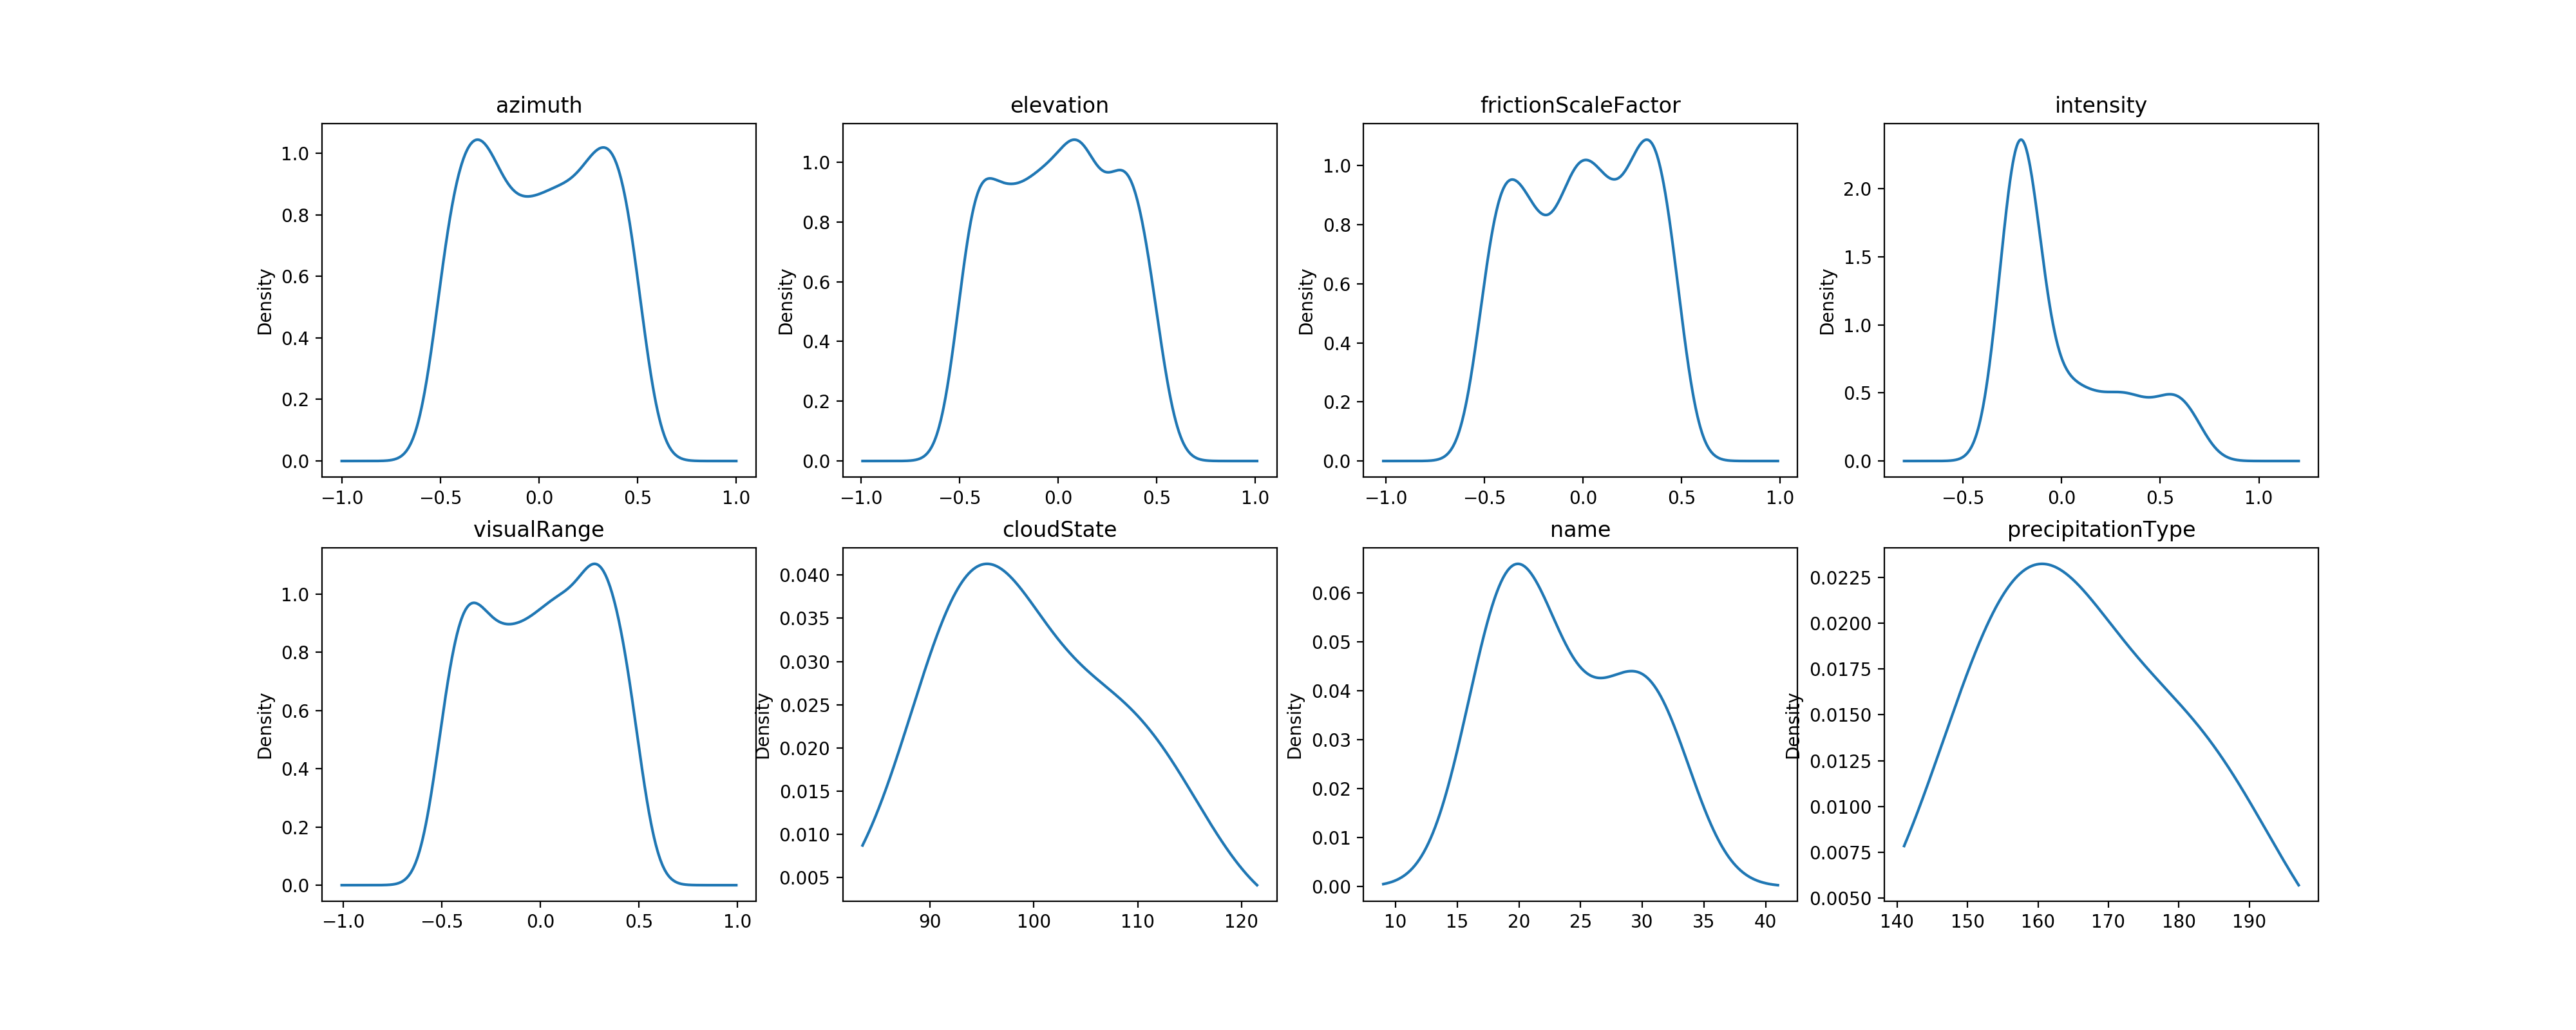 azimuth
Density
1.0
0.8
0.6
0.4
0.2
0.0
−1.0 −0.5 0.0 0.5 1.0
elevation
Density
1.0
0.8
0.6
0.4
0.2
0.0
−1.0 −0.5 0.0 0.5 1.0
frictionScaleFactor
Density
1.0
0.8
0.6
0.4
0.2
0.0
−1.0 −0.5 0.0 0.5 1.0
intensity
Density
2.0
1.5
1.0
0.5
0.0
−0.5 0.0 0.5 1.0
visualRange
Density
1.0
0.8
0.6
0.4
0.2
0.0
−1.0 −0.5 0.0 0.5 1.0
cloudState
Density
0.040
0.035
0.030
0.025
0.020
0.015
0.010
0.005
90 100 110 120
name
Density
0.06
0.05
0.04
0.03
0.02
0.01
0.00
10 15 20 25 30 35 40
precipitationType
Density
0.0225
0.0200
0.0175
0.0150
0.0125
0.0100
0.0075
0.0050
140 150 160 170 180 190